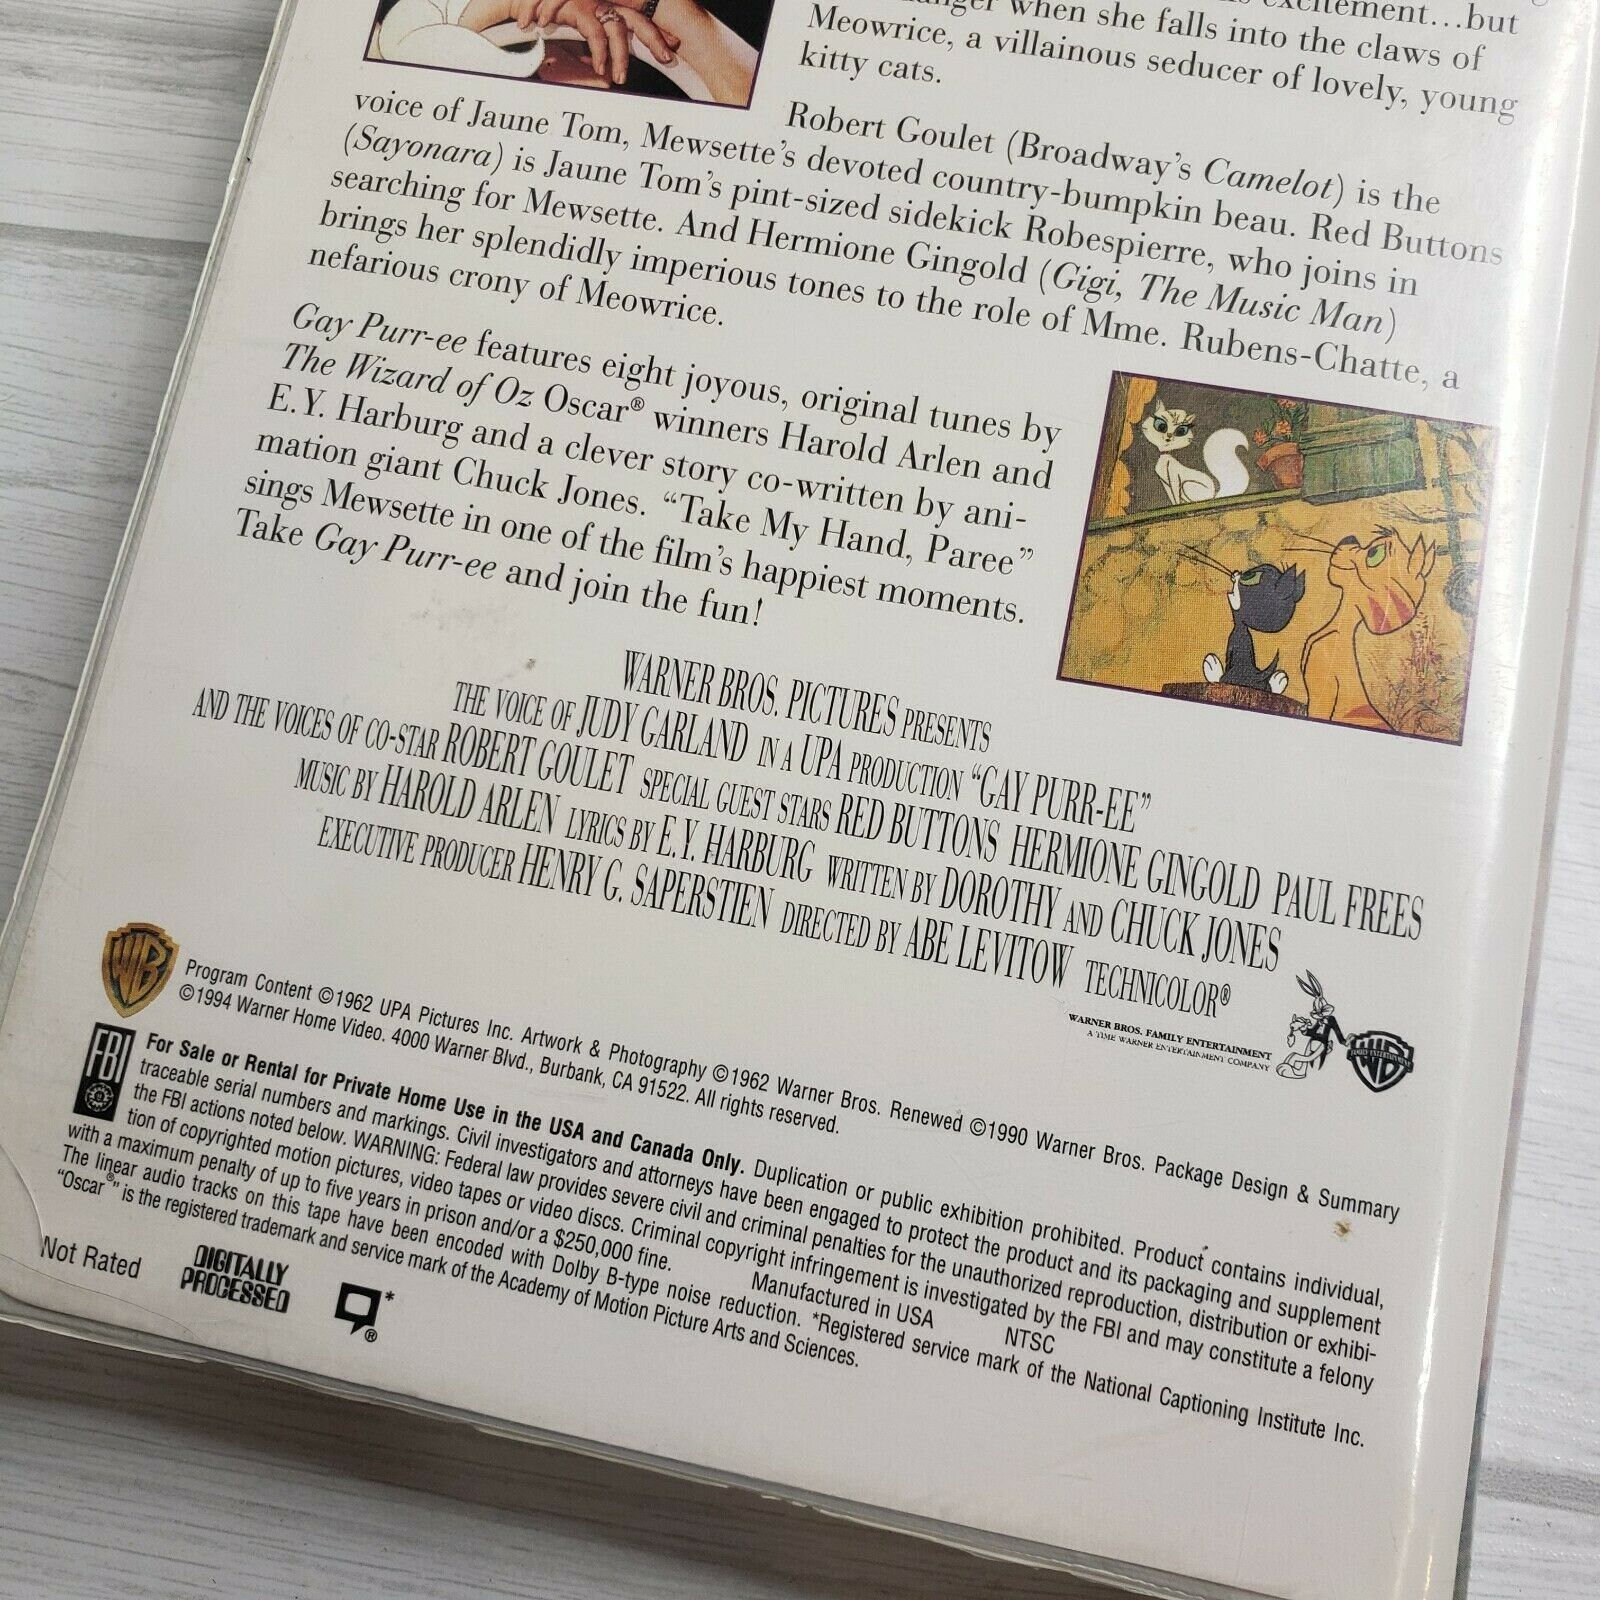 excitement...but
when she falls into the claws of
Meowrice, a villainous seducer of lovely, young
kitty cats.
Robert Goulet (Broadway's Camelot) is the
voice of Jaune Tom, Mewsette's devoted country-bumpkin beau. Red Buttons
(Sayonara) is Jaune Tom's pint-sized sidekick Robespierre, who joins in
searching for Mewsette. And Hermione Gingold (Gigi, The Music Man)
brings her splendidly imperious tones to the role of Mme. Rubens-Chatte, a
nefarious crony of Meowrice.
Gay Purr-ee features eight joyous, original tunes by
The Wizard of Oz Oscar® winners Harold Arlen and
E.Y. Harburg and a clever story co-written by ani-
mation giant Chuck Jones. “Take My Hand, Paree”
sings Mewsette in one of the film's happiest moments.
Take Gay Purr-ee and join the fun!
WARNER BROS. PICTURES PRESENTS
THE VOICE OF JUDY GARLAND IN A UPA PRODUCTION “GAY PURR-EE”
AND THE VOICES OF CO-STAR ROBERT GOULET SPECIAL GUEST STARS RED BUTTONS HERMIONE GINGOLD PAUL FREES
MUSIC BY HAROLD ARLEN LYRICS BY E.Y. HARBURG WRITTEN BY DOROTHY AND CHUCK JONES
EXECUTIVE PRODUCER HENRY G. SAPERSTIEN DIRECTED BY ABE LEVITOW TECHNICOLOR®
WARNER BROS. FAMILY ENTERTAINMENT
A TIME WARNER ENTERTAINMENT COMPANY
FAMILY ENTERTAINMENT
WB
WB
Program Content ©1962 UPA Pictures Inc. Artwork & Photography ©1962 Warner Bros. Renewed ©1990 Warner Bros. Package Design & Summary
©1994 Warner Home Video. 4000 Warner Blvd., Burbank, CA 91522. All rights reserved.
FBI
For Sale or Rental for Private Home Use in the USA and Canada Only. Duplication or public exhibition prohibited. Product contains individual,
traceable serial numbers and markings. Civil investigators and attorneys have been engaged to protect the product and its packaging and supplement
the FBI actions noted below. WARNING: Federal law provides severe civil and criminal penalties for the unauthorized reproduction, distribution or exhibi-
tion of copyrighted motion pictures, video tapes or video discs. Criminal copyright infringement is investigated by the FBI and may constitute a felony
with a maximum penalty of up to five years in prison and/or a $250,000 fine. Manufactured in USA NTSC
The linear audio tracks on this tape have been encoded with Dolby B-type noise reduction. *Registered service mark of the National Captioning Institute Inc.
“Oscar®” is the registered trademark and service mark of the Academy of Motion Picture Arts and Sciences.
Not Rated
DIGITALLY
PROCESSED
*
®